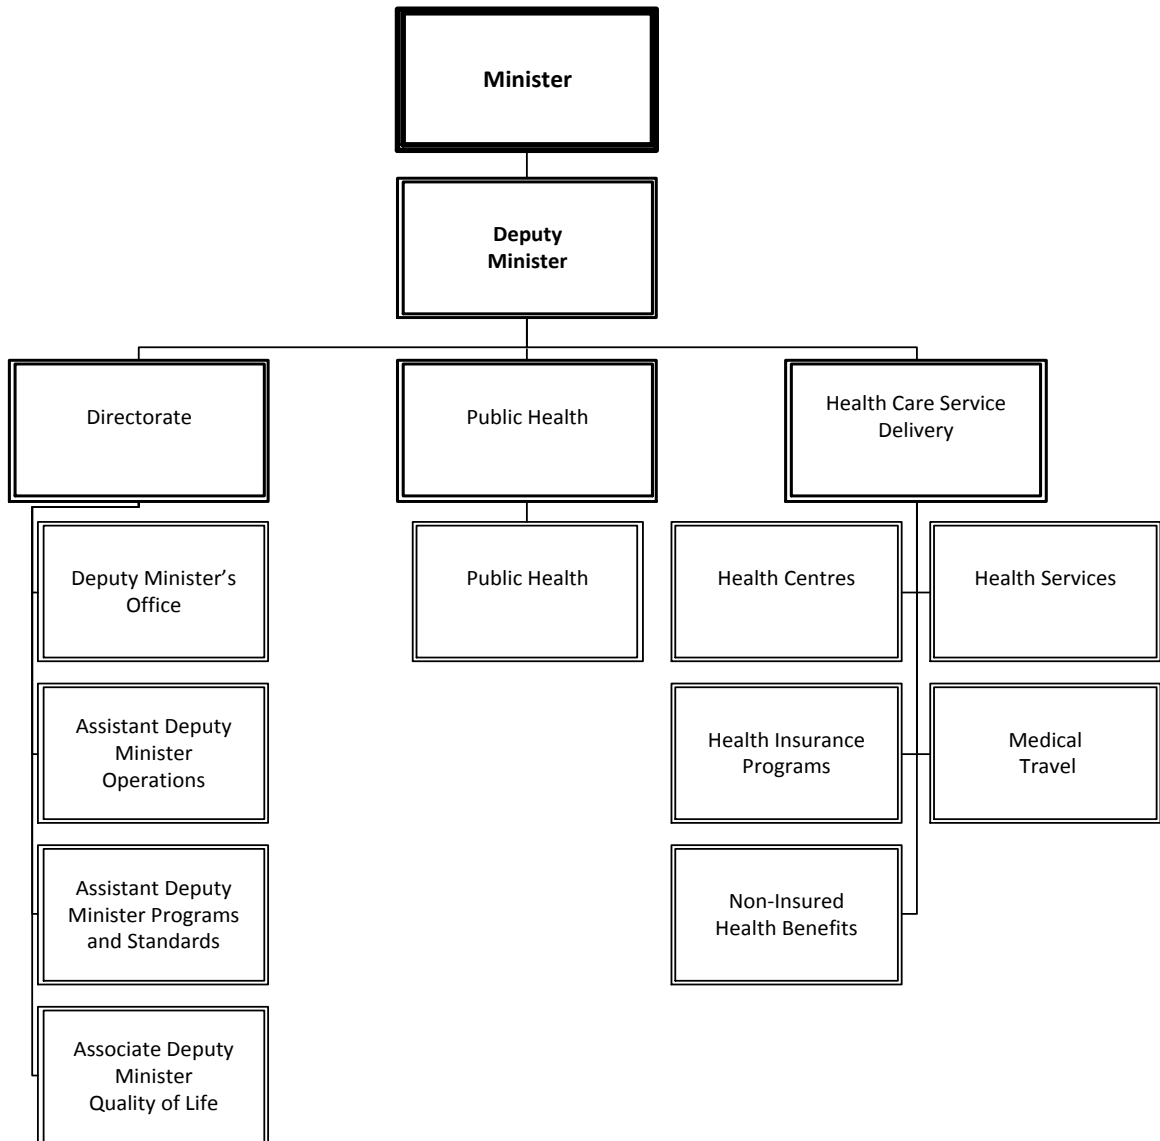 Minister
Deputy
Minister
Directorate
Public Health
Health Care Service
Delivery
Deputy Minister’s
Office
Public Health
Health Centres
Health Services
Assistant Deputy
Minister
Operations
Health Insurance
Programs
Medical
Travel
Assistant Deputy
Minister Programs
and Standards
Non-Insured
Health Benefits
Associate Deputy
Minister
Quality of Life